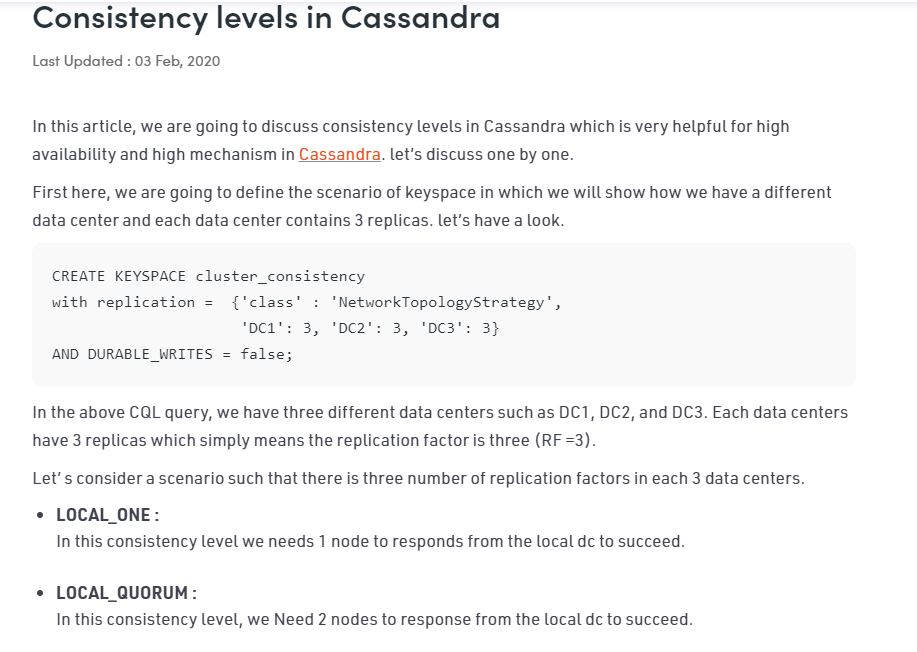 Consistency levels in Cassandra
Last Updated : 03 Feb, 2020
In this article, we are going to discuss consistency levels in Cassandra which is very helpful for high
availability and high mechanism in Cassandra. let's discuss one by one.
First here, we are going to define the scenario of keyspace in which we will show how we have a different
data center and each data center contains 3 replicas. let's have a look.
CREATE KEYSPACE cluster_consistency
with replication =  {'class' : 'NetworkTopologyStrategy',
'DC1': 3, 'DC2': 3, 'DC3': 3}
AND DURABLE_WRITES = false;
In the above CQL query, we have three different data centers such as DC1, DC2, and DC3. Each data centers
have 3 replicas which simply means the replication factor is three (RF =3).
Let' s consider a scenario such that there is three number of replication factors in each 3 data centers.
• LOCAL_ONE :
In this consistency level we needs 1 node to responds from the local dc to succeed.
• LOCAL_QUORUM :
In this consistency level, we Need 2 nodes to response from the local dc to succeed.